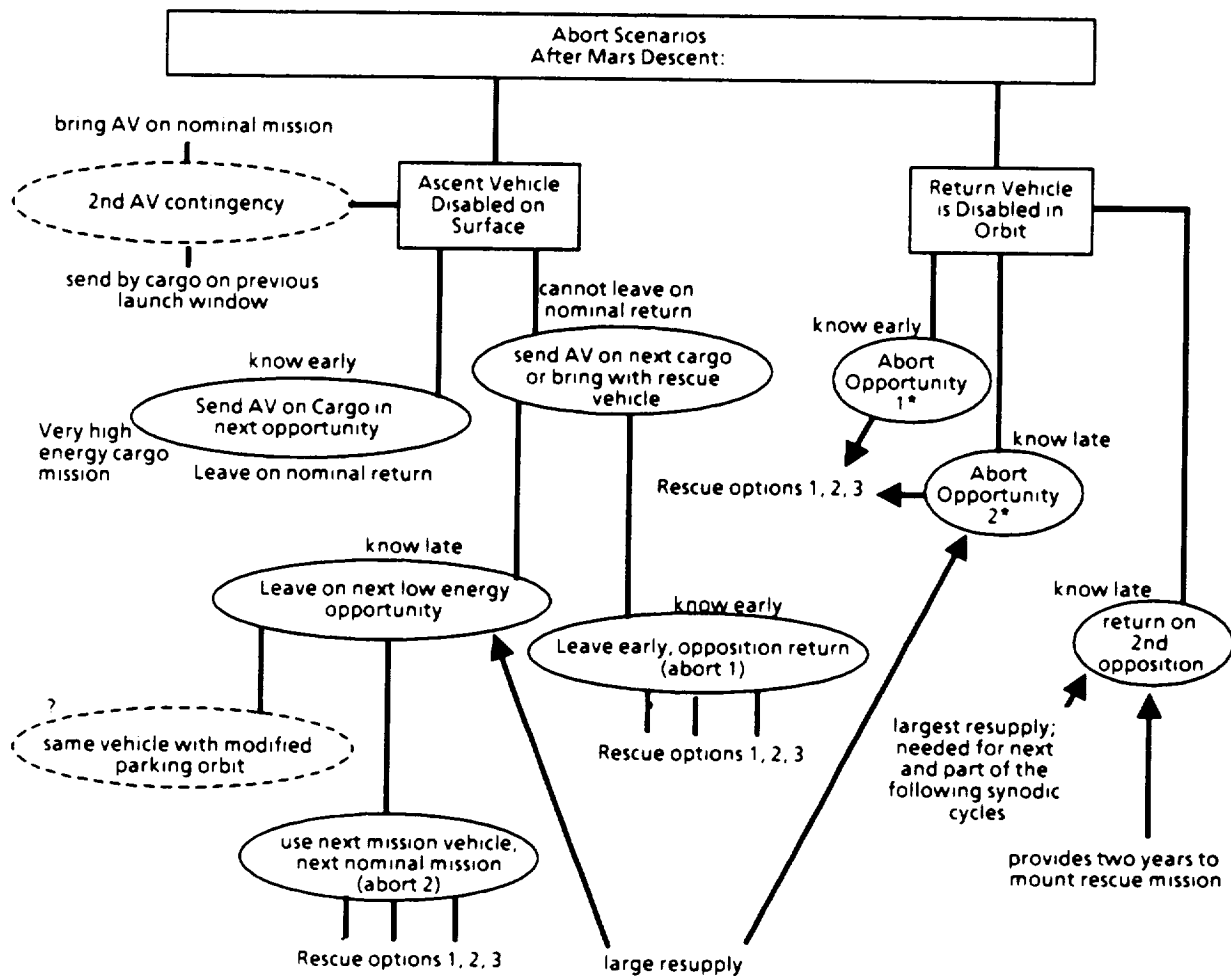 Abort Scenarios
After Mars Descent:
bring AV on nominal mission
2nd AV contingency
send by cargo on previous
launch window
Ascent Vehicle
Disabled on
Surface
Return Vehicle
is Disabled in
Orbit
cannot leave on
nominal return
know early
send AV on next cargo
or bring with rescue
vehicle
know early
Send AV on Cargo in
next opportunity
Very high
energy cargo
mission
Leave on nominal return
know early
Abort
Opportunity
1*
know late
Abort
Opportunity
2*
Rescue options 1, 2, 3
know late
Leave on next low energy
opportunity
know early
Leave early, opposition return
(abort 1)
Rescue options 1, 2, 3
know late
return on
2nd
opposition
?
same vehicle with modified
parking orbit
largest resupply;
needed for next
and part of the
following synodic
cycles
use next mission vehicle,
next nominal mission
(abort 2)
Rescue options 1, 2, 3
provides two years to
mount rescue mission
large resupply